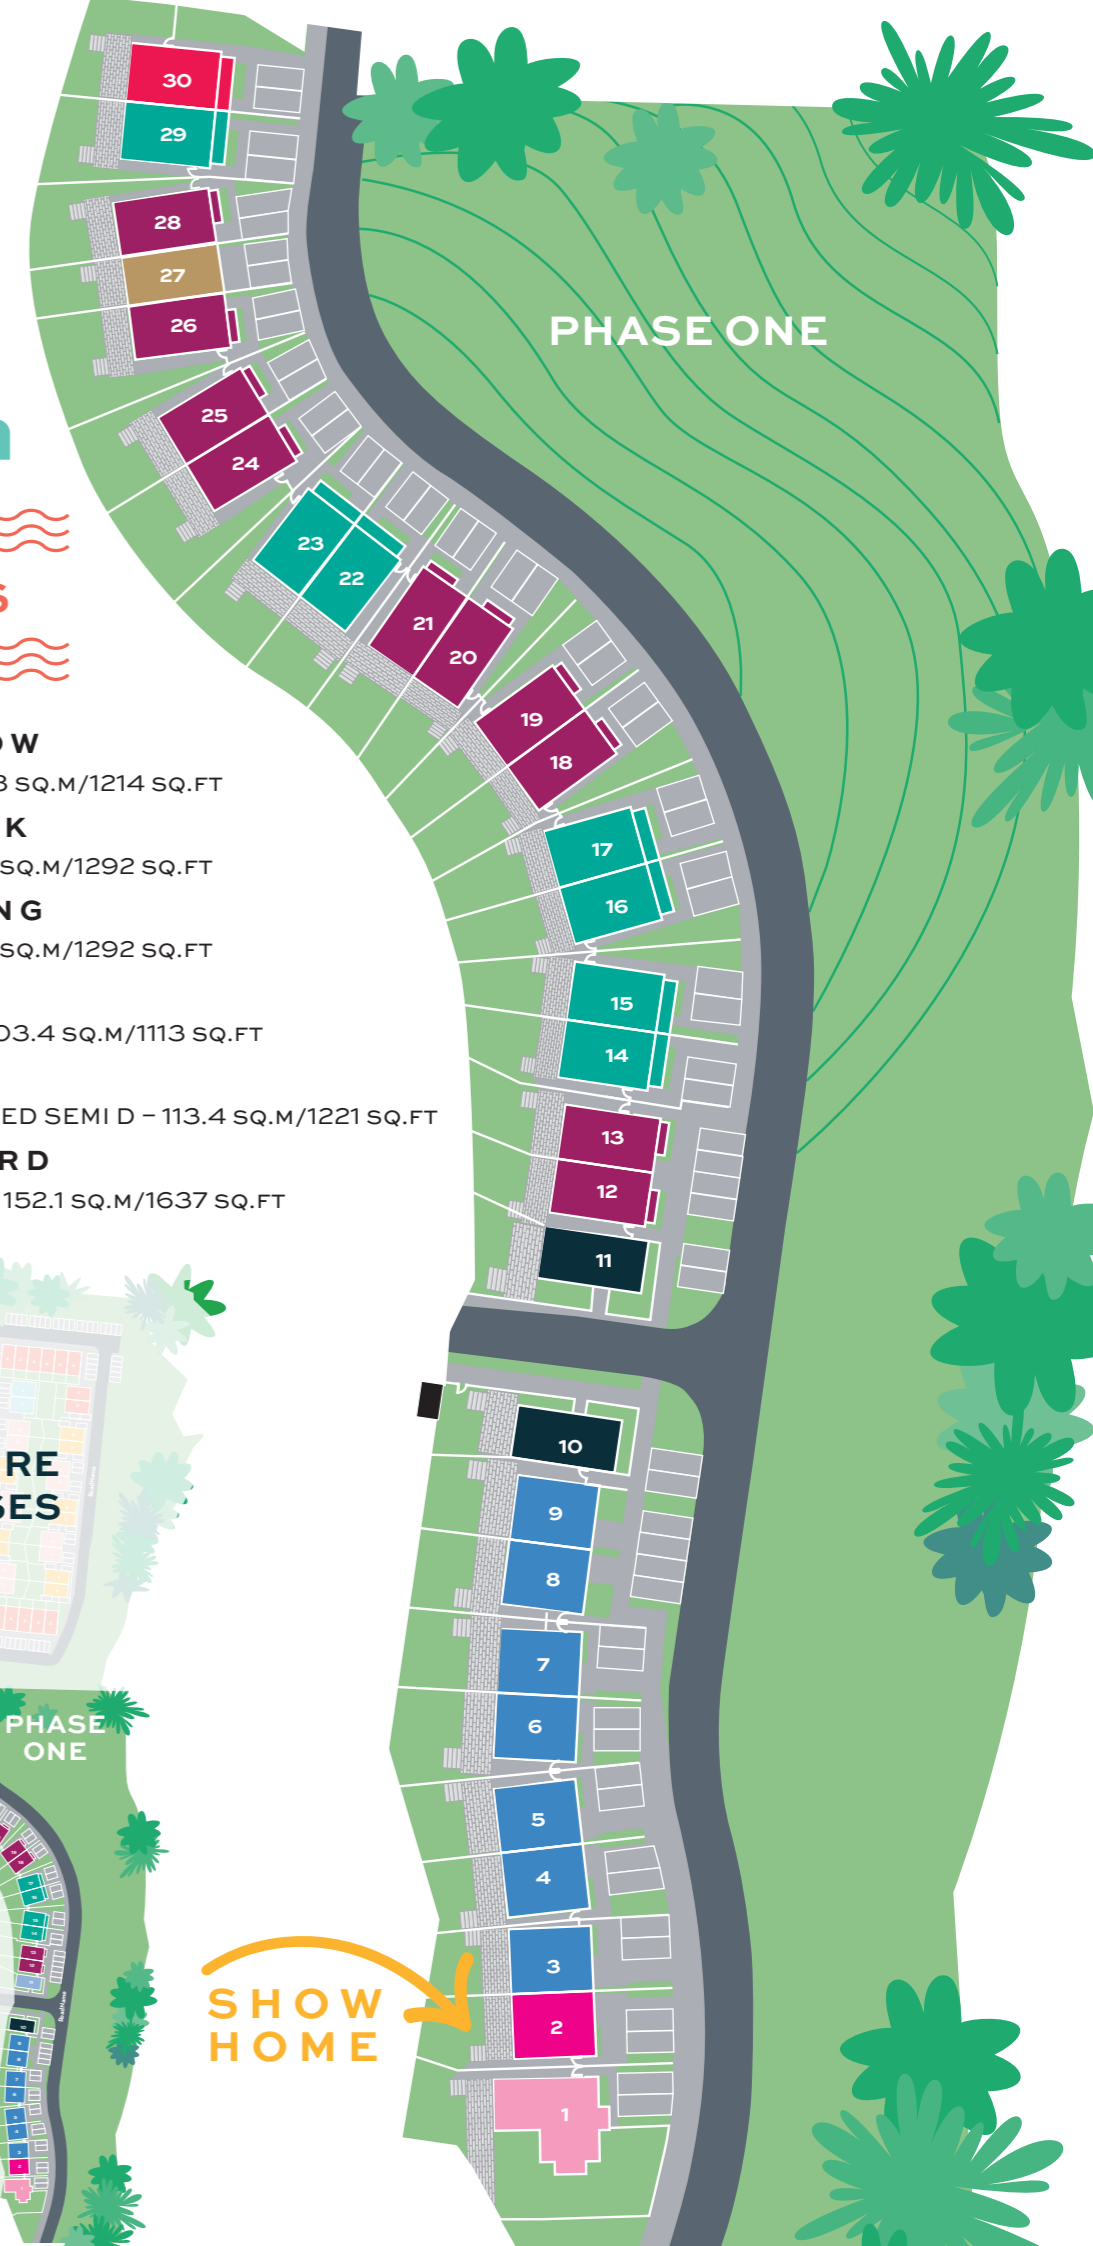 30
29
28
27
26
25
24
23
22
21
20
19
18
17
16
15
14
13
12
11
10
9
8
7
6
5
4
3
2
1
PHASE ONE
SQ.M/1214 SQ.FT
SQ.M/1292 SQ.FT
SQ.M/1292 SQ.FT
03.4 SQ.M/1113 SQ.FT
ED SEMI D – 113.4 SQ.M/1221 SQ.FT
RD
152.1 SQ.M/1637 SQ.FT
RE
SES
PHASE
ONE
SHOW
HOME